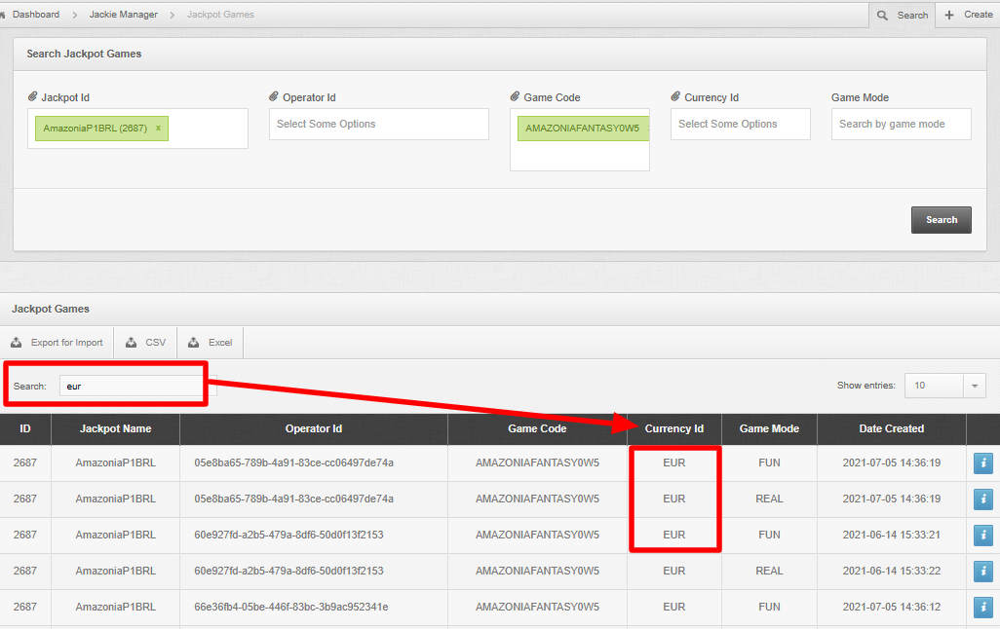 Dashboard > Jackie Manager > Jackpot Games Search + Create
Search Jackpot Games
Jackpot Id Operator Id Game Code Currency Id Game Mode
AmazoniaP1BRL (2687) x Select Some Options AMAZONIAFANTASY0W5 Select Some Options Search by game mode
Search
Jackpot Games
Export for Import CSV Excel
Search: eur Show entries: 10
ID Jackpot Name Operator Id Game Code Currency Id Game Mode Date Created
2687 AmazoniaP1BRL 05e8ba65-789b-4a91-83ce-cc06497de74a AMAZONIAFANTASY0W5 EUR FUN 2021-07-05 14:36:19 i
2687 AmazoniaP1BRL 05e8ba65-789b-4a91-83ce-cc06497de74a AMAZONIAFANTASY0W5 EUR REAL 2021-07-05 14:36:19 i
2687 AmazoniaP1BRL 60e927fd-a2b5-479a-8df6-50d0f13f2153 AMAZONIAFANTASY0W5 EUR FUN 2021-06-14 15:33:21 i
2687 AmazoniaP1BRL 60e927fd-a2b5-479a-8df6-50d0f13f2153 AMAZONIAFANTASY0W5 EUR REAL 2021-06-14 15:33:22 i
2687 AmazoniaP1BRL 66e36fb4-05be-446f-83bc-3b9ac952341e AMAZONIAFANTASY0W5 EUR FUN 2021-07-05 14:36:12 i